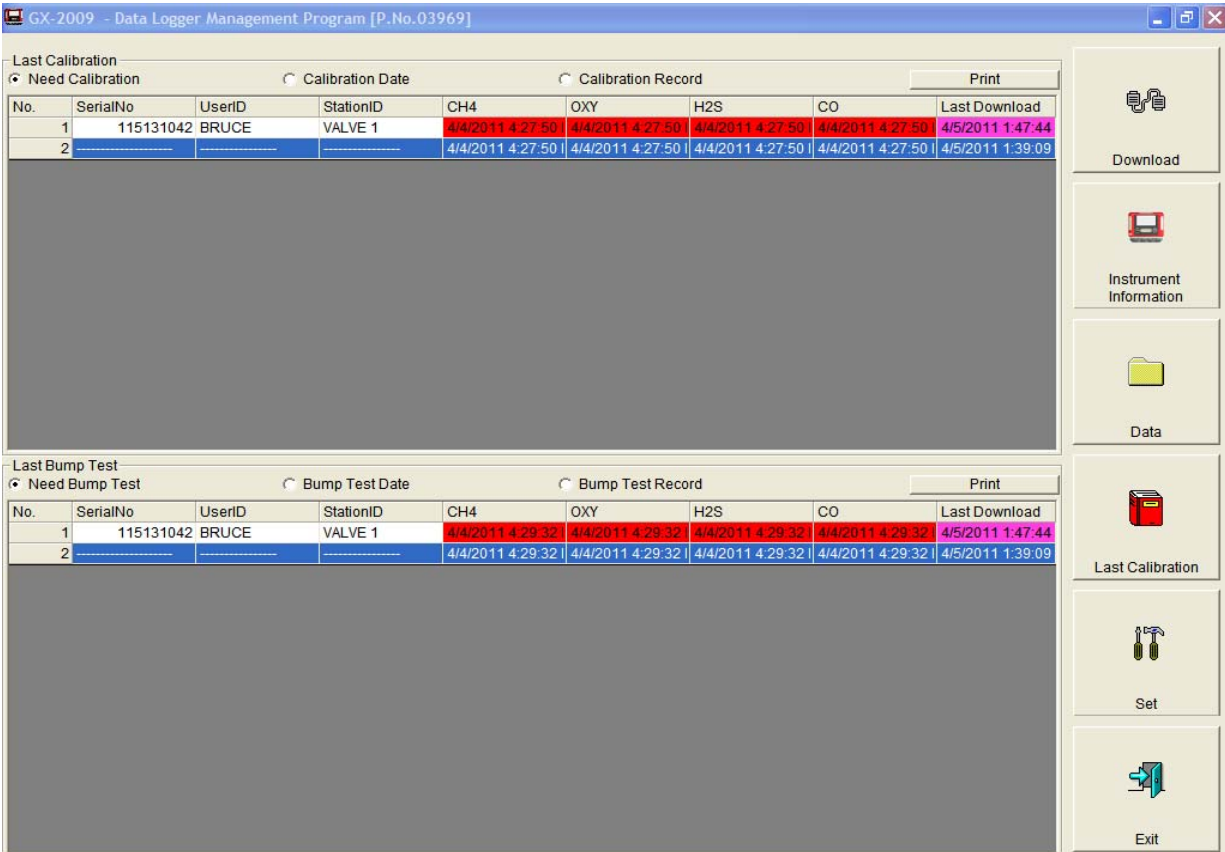 GX-2009 - Data Logger Management Program [P.No.03969]
Last Calibration
Need Calibration Calibration Date Calibration Record Print
No. SerialNo UserID StationID CH4 OXY H2S CO Last Download
1 115131042 BRUCE VALVE 1 4/4/2011 4:27:50 4/4/2011 4:27:50 4/4/2011 4:27:50 4/4/2011 4:27:50 4/5/2011 1:47:44
2 -------------------- ---------------- ---------------- 4/4/2011 4:27:50 4/4/2011 4:27:50 4/4/2011 4:27:50 4/4/2011 4:27:50 4/5/2011 1:39:09
Last Bump Test
Need Bump Test Bump Test Date Bump Test Record Print
No. SerialNo UserID StationID CH4 OXY H2S CO Last Download
1 115131042 BRUCE VALVE 1 4/4/2011 4:29:32 4/4/2011 4:29:32 4/4/2011 4:29:32 4/4/2011 4:29:32 4/5/2011 1:47:44
2 -------------------- ---------------- ---------------- 4/4/2011 4:29:32 4/4/2011 4:29:32 4/4/2011 4:29:32 4/4/2011 4:29:32 4/5/2011 1:39:09
Download
Instrument
Information
Data
Last Calibration
Set
Exit